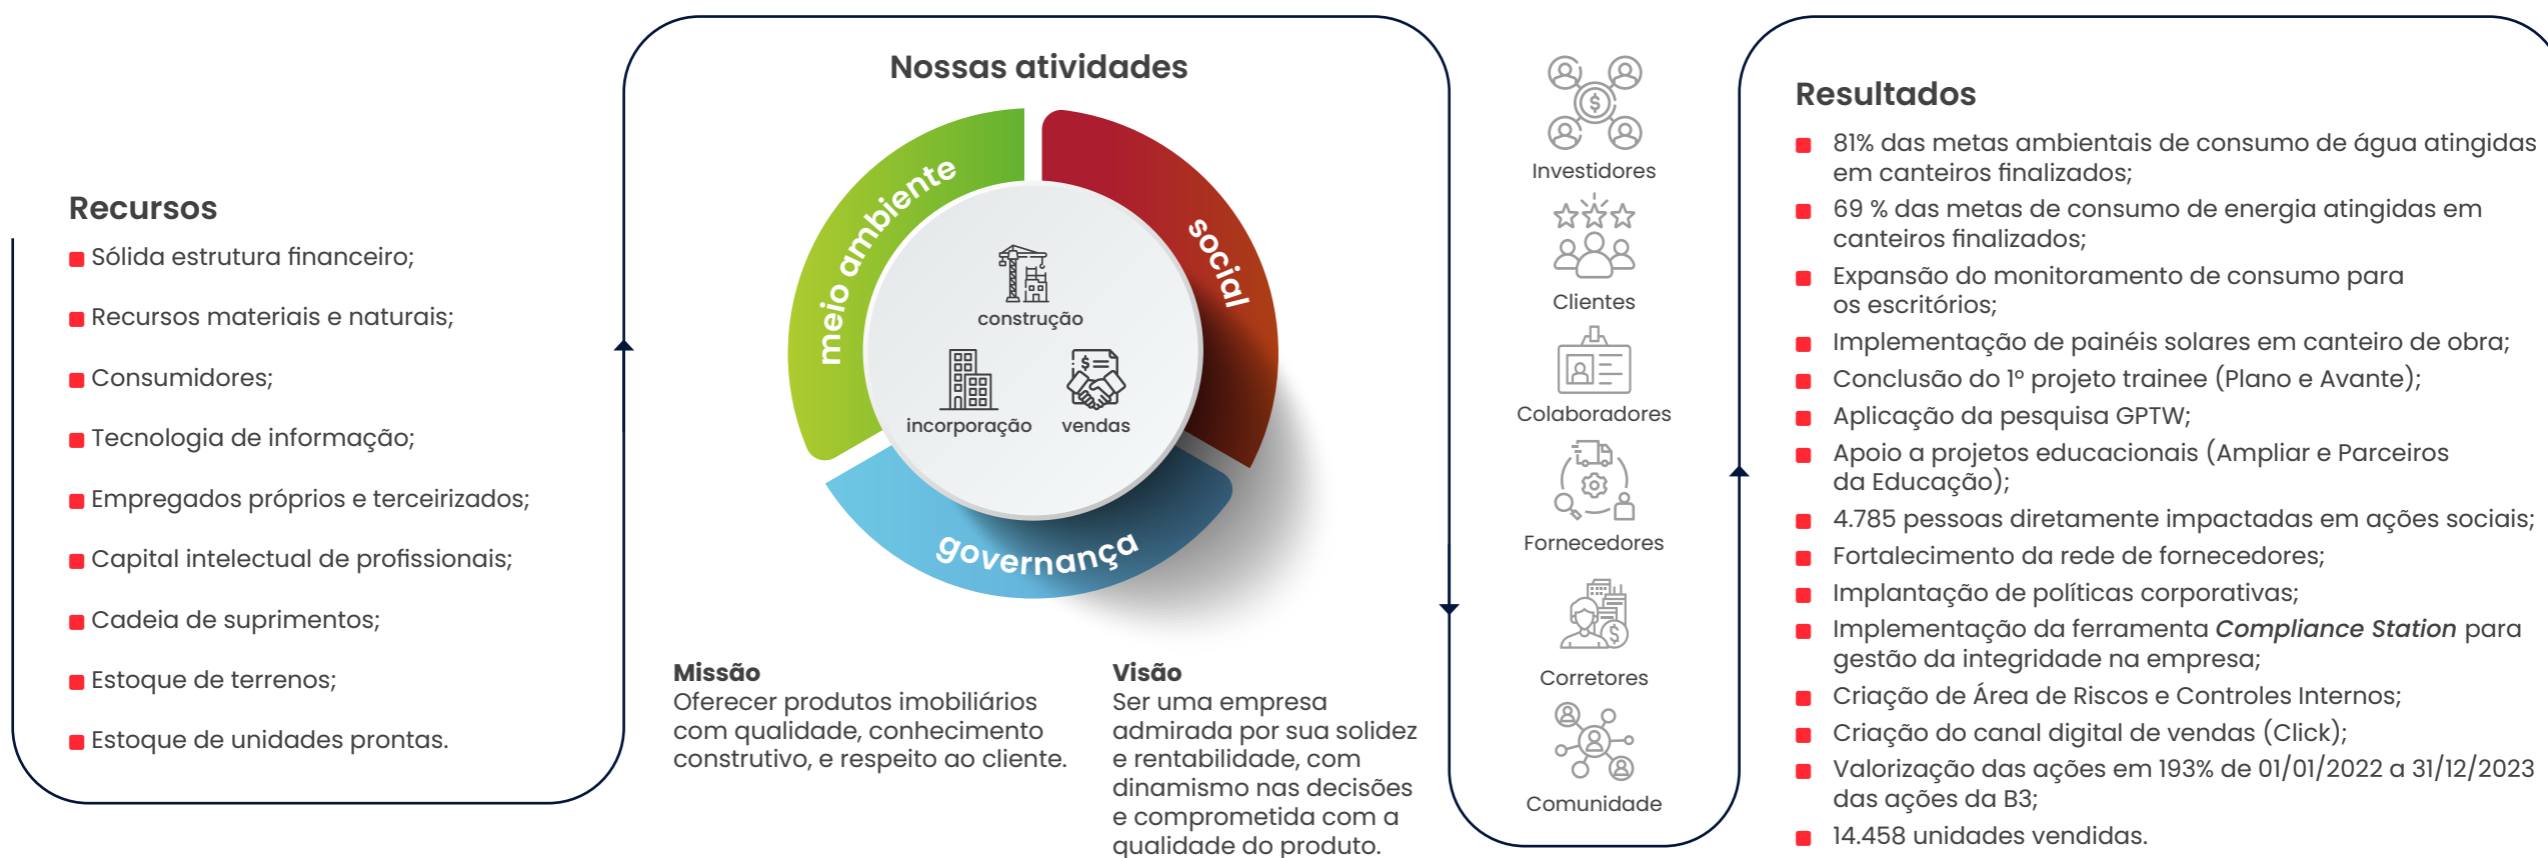 Recursos
Sólida estrutura financeiro;
Recursos materiais e naturais;
Consumidores;
Tecnologia de informação;
Empregados próprios e terceirizados;
Capital intelectual de profissionais;
Cadeia de suprimentos;
Estoque de terrenos;
Estoque de unidades prontas.
Nossas atividades
meio ambiente
social
governança
construção
incorporação
vendas
Missão
Oferecer produtos imobiliários
com qualidade, conhecimento
construtivo, e respeito ao cliente.
Visão
Ser uma empresa
admirada por sua solidez
e rentabilidade, com
dinamismo nas decisões
e comprometida com a
qualidade do produto.
Investidores
Clientes
Colaboradores
Fornecedores
Corretores
Comunidade
Resultados
81% das metas ambientais de consumo de água atingidas
em canteiros finalizados;
69 % das metas de consumo de energia atingidas em
canteiros finalizados;
Expansão do monitoramento de consumo para
os escritórios;
Implementação de painéis solares em canteiro de obra;
Conclusão do 1º projeto trainee (Plano e Avante);
Aplicação da pesquisa GPTW;
Apoio a projetos educacionais (Ampliar e Parceiros
da Educação);
4.785 pessoas diretamente impactadas em ações sociais;
Fortalecimento da rede de fornecedores;
Implantação de políticas corporativas;
Implementação da ferramenta Compliance Station para
gestão da integridade na empresa;
Criação de Área de Riscos e Controles Internos;
Criação do canal digital de vendas (Click);
Valorização das ações em 193% de 01/01/2022 a 31/12/2023
das ações da B3;
14.458 unidades vendidas.